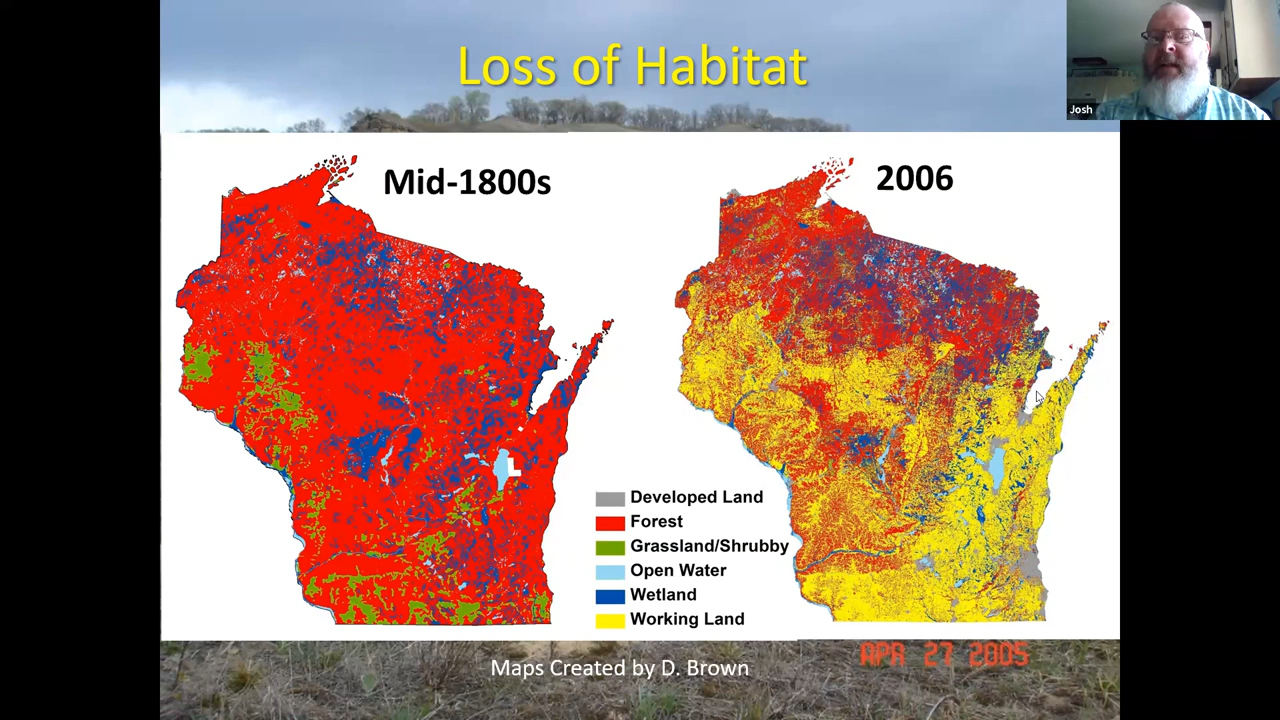 Loss of Habitat
Josh
Mid-1800s
2006
Developed Land
Forest
Grassland/Shrubby
Open Water
Wetland
Working Land
APR 27 2005
Maps Created by D. Brown